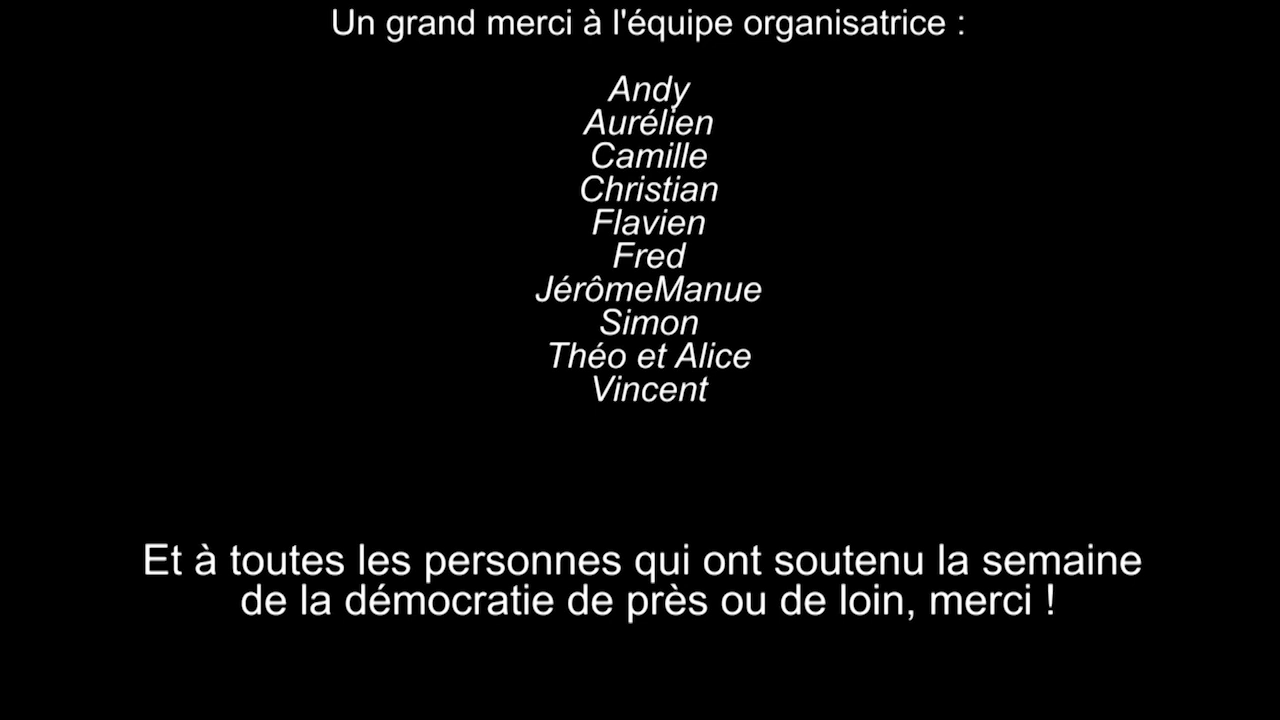 Un grand merci à l'équipe organisatrice :
Andy
Aurélien
Camille
Christian
Flavien
Fred
JérômeManue
Simon
Théo et Alice
Vincent
Et à toutes les personnes qui ont soutenu la semaine
de la démocratie de près ou de loin, merci !